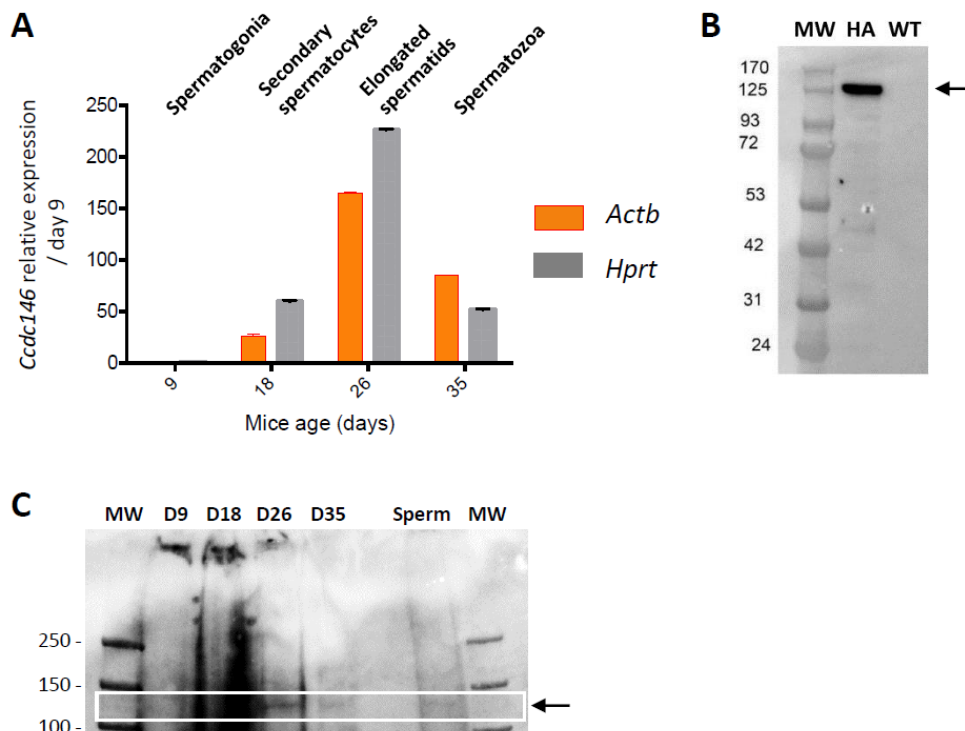 A
Spermatogonia
Secondary
spermatocytes
Elongated
spermatids
Spermatozoa
Ccdc146 relative expression
/ day 9
250
200
150
100
50
0
9
18
26
35
Mice age (days)
Actb
Hprt
B
MW HA WT
170
125
93
72
53
42
31
24
C
MW D9 D18 D26 D35 Sperm MW
250 -
150 -
100 -